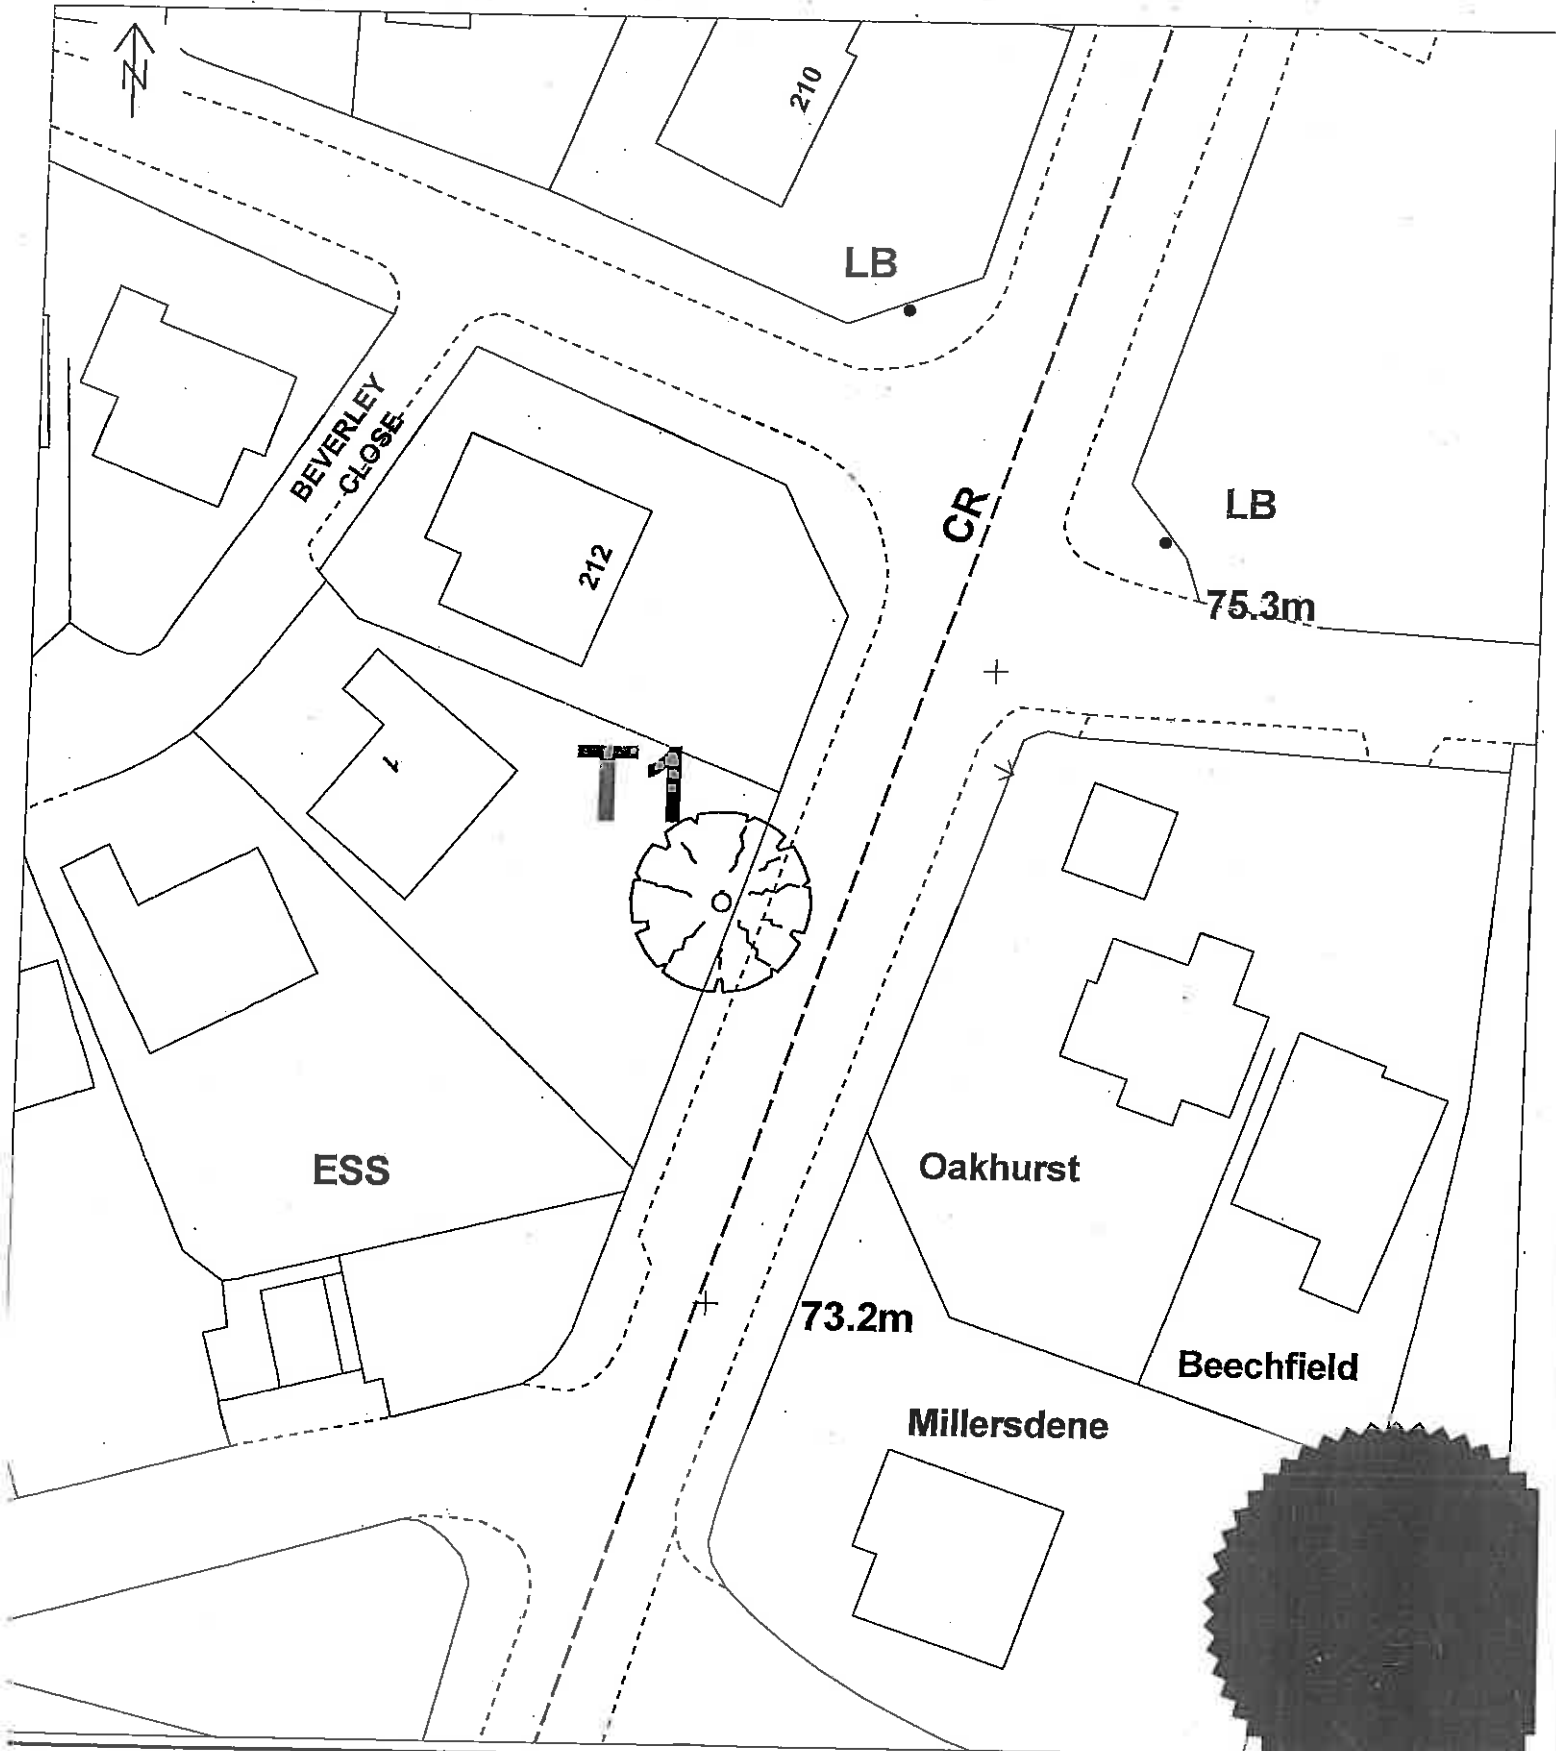 N
210
LB
BEVERLEY
CLOSE
CR
LB
212
75.3m
1
T1
Oakhurst
ESS
73.2m
Beechfield
Millersdene